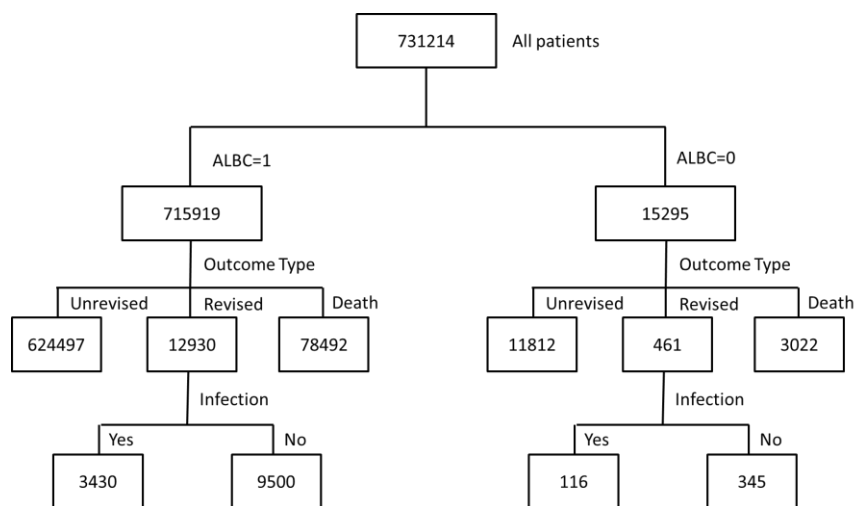 731214 All patients
ALBC=1 ALBC=0
715919 15295
Outcome Type Outcome Type
Unrevised Revised Death Unrevised Revised Death
624497 12930 78492 11812 461 3022
Infection Infection
Yes No Yes No
3430 9500 116 345